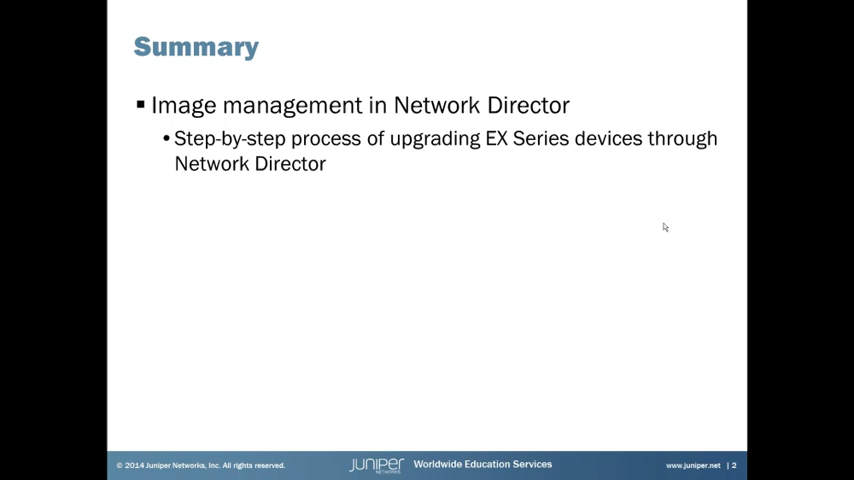 Summary
▪ Image management in Network Director
• Step-by-step process of upgrading EX Series devices through
Network Director
© 2014 Juniper Networks, Inc. All rights reserved.
JUNIPER
NETWORKS
Worldwide Education Services
www.juniper.net | 2